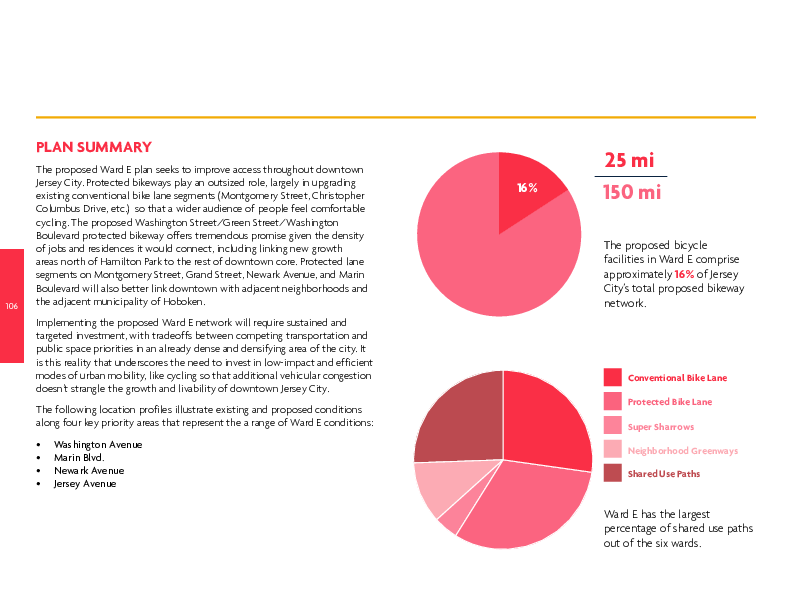 PLAN SUMMARY
The proposed Ward E plan seeks to improve access throughout downtown
Jersey City. Protected bikeways play an outsized role, largely in upgrading
existing conventional bike lane segments (Montgomery Street, Christopher
Columbus Drive, etc.) so that a wider audience of people feel comfortable
cycling. The proposed Washington Street/Green Street/Washington
Boulevard protected bikeway offers tremendous promise given the density
of jobs and residences it would connect, including linking new growth
areas north of Hamilton Park to the rest of downtown core. Protected lane
segments on Montgomery Street, Grand Street, Newark Avenue, and Marin
Boulevard will also better link downtown with adjacent neighborhoods and
the adjacent municipality of Hoboken.
Implementing the proposed Ward E network will require sustained and
targeted investment, with tradeoffs between competing transportation and
public space priorities in an already dense and densifying area of the city. It
is this reality that underscores the need to invest in low-impact and efficient
modes of urban mobility, like cycling so that additional vehicular congestion
doesn't strangle the growth and livability of downtown Jersey City.
The following location profiles illustrate existing and proposed conditions
along four key priority areas that represent the a range of Ward E conditions:
• Washington Avenue
• Marin Blvd.
• Newark Avenue
• Jersey Avenue
106
16%
25 mi
150 mi
The proposed bicycle
facilities in Ward E comprise
approximately 16% of Jersey
City's total proposed bikeway
network.
Conventional Bike Lane
Protected Bike Lane
Super Sharrows
Neighborhood Greenways
Shared Use Paths
Ward E has the largest
percentage of shared use paths
out of the six wards.